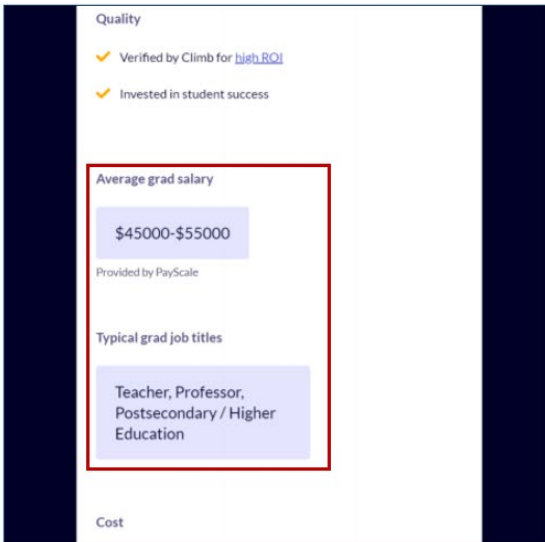 Quality
Verified by Climb for high ROI
Invested in student success
Average grad salary
$45000-$55000
Provided by PayScale
Typical grad job titles
Teacher, Professor,
Postsecondary / Higher
Education
Cost